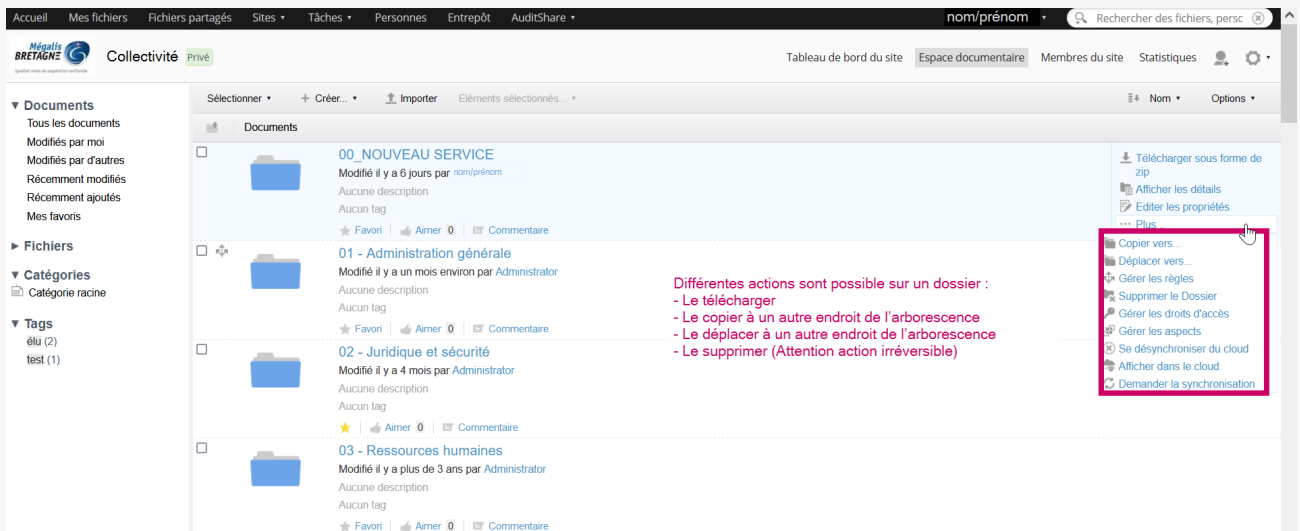 Accueil Mes fichiers Fichiers partagés Sites Tâches Personnes Entrepôt AuditShare nom/prénom Rechercher des fichiers, persc
Mégalis
BRETAGNE
Collectivité Privé
Tableau de bord du site Espace documentaire Membres du site Statistiques
Documents
Tous les documents
Modifiés par moi
Modifiés par d'autres
Récemment modifiés
Récemment ajoutés
Mes favoris
Fichiers
Catégories
Catégorie racine
Tags
élu (2)
test (1)
Sélectionner + Créer... Importer Eléments sélectionnés... Nom Options
Documents
00_NOUVEAU SERVICE
Modifié il y a 6 jours par nom/prénom
Aucune description
Aucun tag
Favori Aimer 0 Commentaire
Télécharger sous forme de
zip
Afficher les détails
Editer les propriétés
Plus...
Copier vers...
Déplacer vers...
Gérer les règles
Supprimer le Dossier
Gérer les droits d'accès
Gérer les aspects
Se désynchroniser du cloud
Afficher dans le cloud
Demander la synchronisation
01 - Administration générale
Modifié il y a un mois environ par Administrator
Aucune description
Aucun tag
Favori Aimer 0 Commentaire
Différentes actions sont possible sur un dossier :
- Le télécharger
- Le copier à un autre endroit de l'arborescence
- Le déplacer à un autre endroit de l'arborescence
- Le supprimer (Attention action irréversible)
02 - Juridique et sécurité
Modifié il y a 4 mois par Administrator
Aucune description
Aucun tag
Aimer 0 Commentaire
03 - Ressources humaines
Modifié il y a plus de 3 ans par Administrator
Aucune description
Aucun tag
Favori Aimer 0 Commentaire